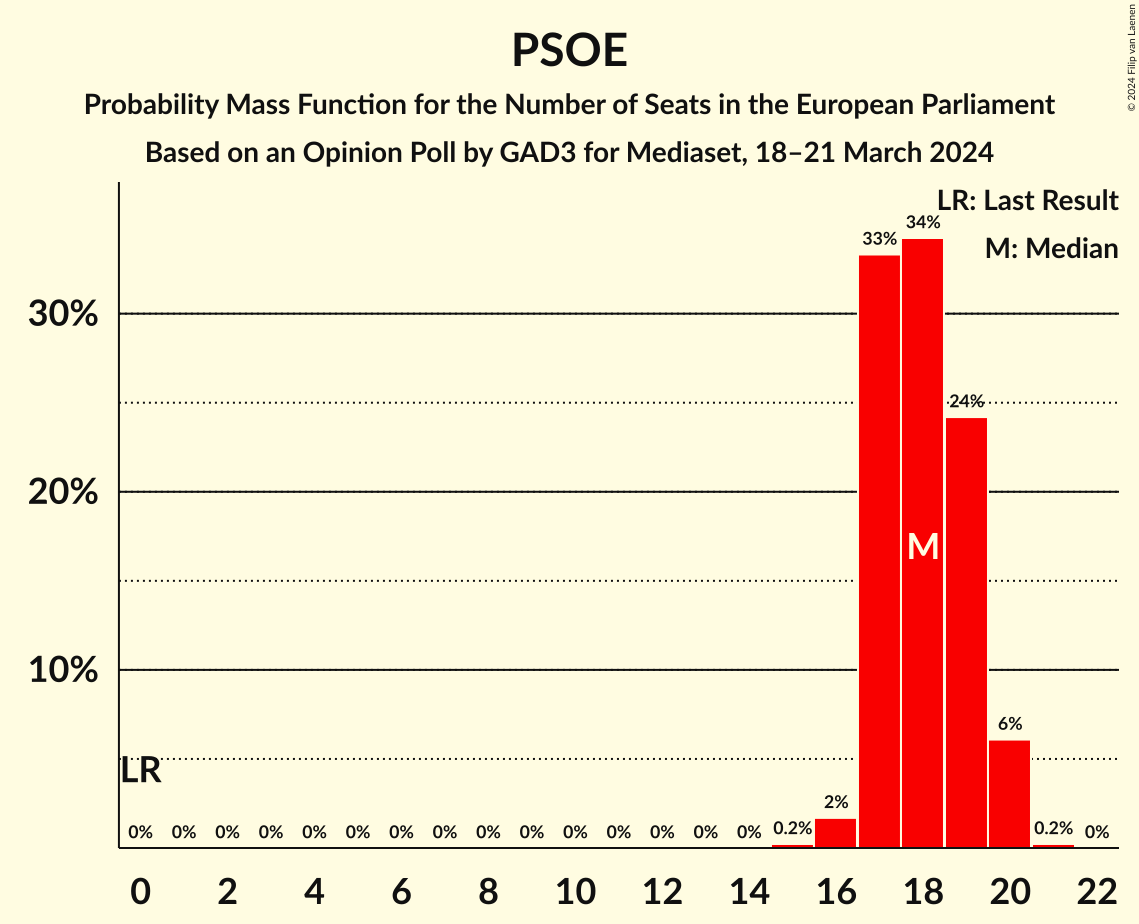 PSOE
Probability Mass Function for the Number of Seats in the European Parliament
Based on an Opinion Poll by GAD3 for Mediaset, 18–21 March 2024
© 2024 Filip van Laenen
LR: Last Result
M: Median
30%
20%
10%
LR
M
0% 0% 0% 0% 0% 0% 0% 0% 0% 0% 0% 0% 0% 0% 0% 0.2% 2% 33% 34% 24% 6% 0.2% 0%
0 2 4 6 8 10 12 14 16 18 20 22